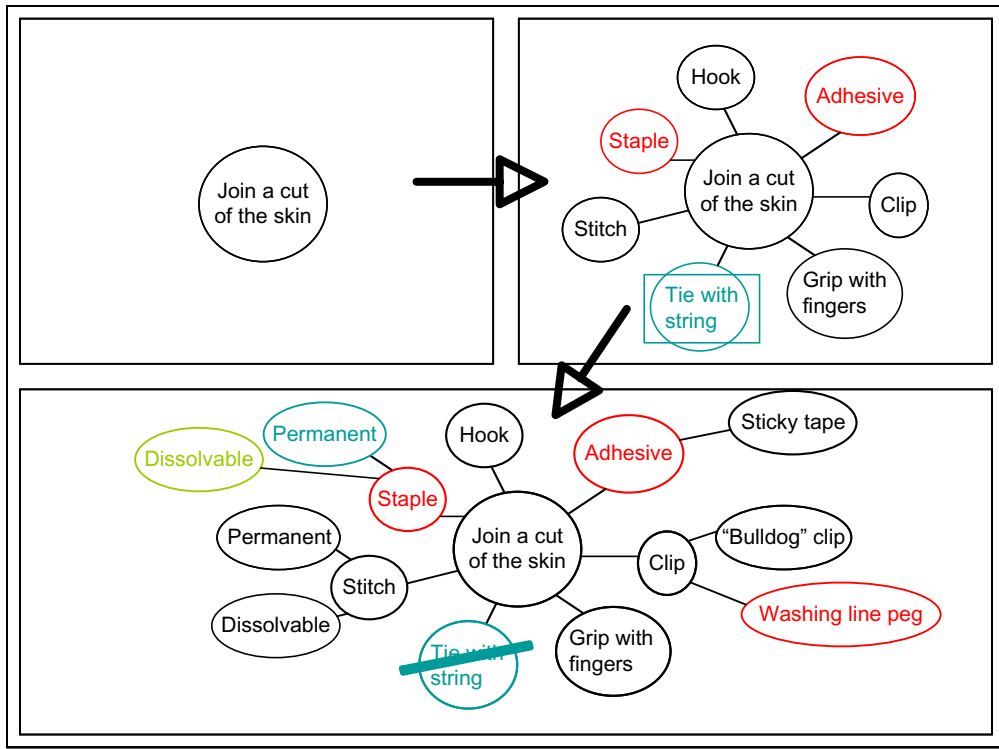 Join a cut
of the skin
Hook
Adhesive
Staple
Join a cut
of the skin
Clip
Stitch
Tie with
string
Grip with
fingers
Sticky tape
Permanent
Hook
Adhesive
Dissolvable
Staple
Permanent
Join a cut
of the skin
"Bulldog" clip
Clip
Stitch
Washing line peg
Dissolvable
Tie with
string
Grip with
fingers